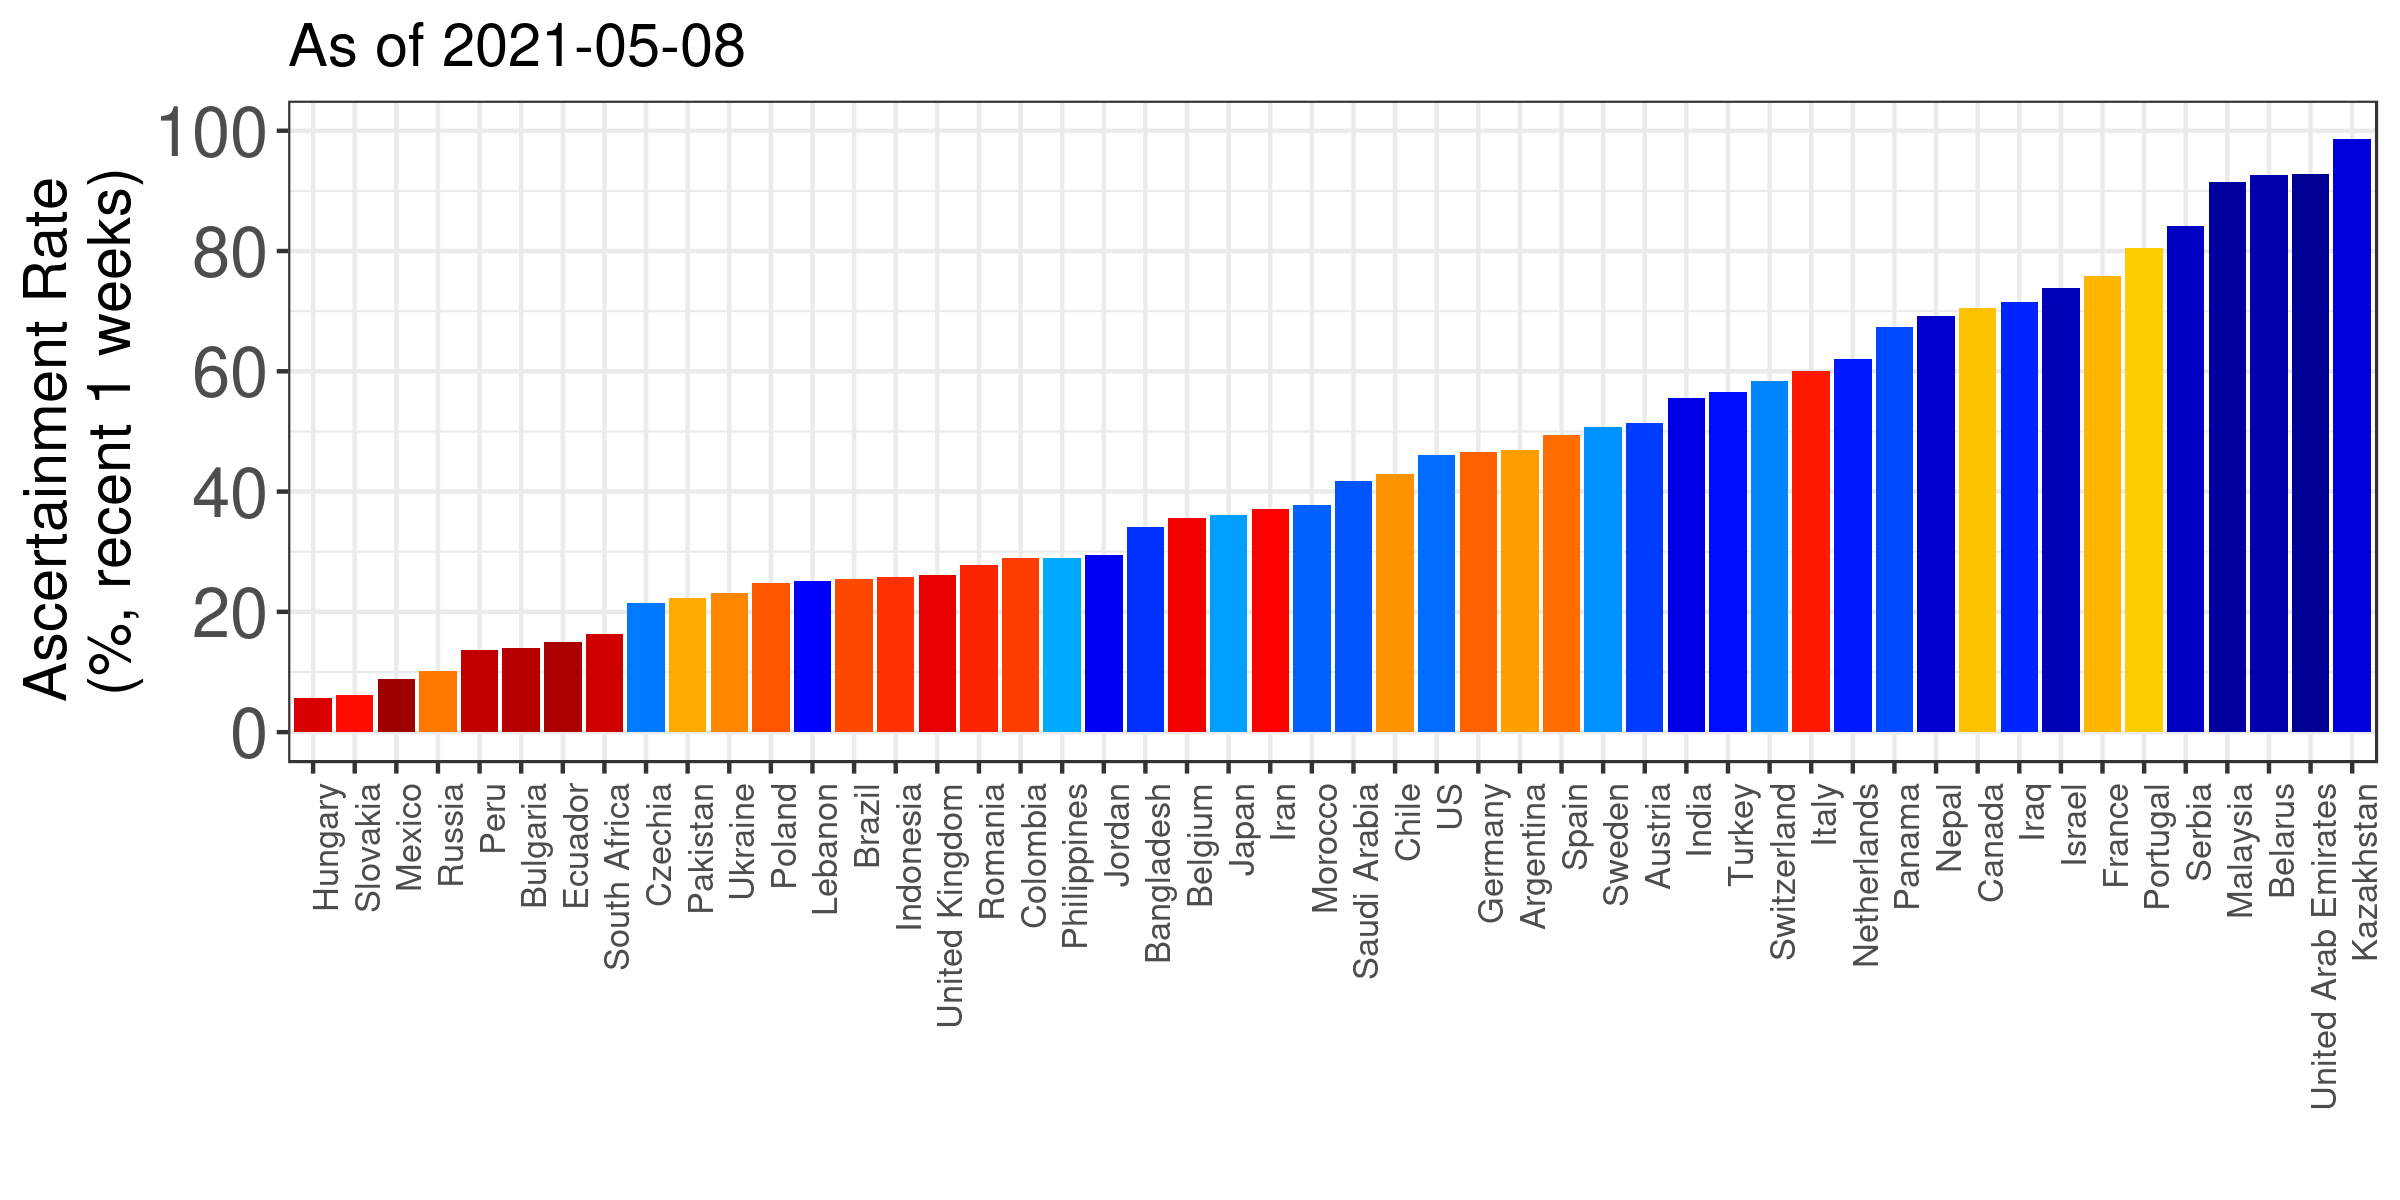 As of 2021-05-08
Ascertainment Rate
(%, recent 1 weeks)
100
80
60
40
20
0
Hungary
Slovakia
Mexico
Russia
Peru
Bulgaria
Ecuador
South Africa
Czechia
Pakistan
Ukraine
Poland
Lebanon
Brazil
Indonesia
United Kingdom
Romania
Colombia
Philippines
Jordan
Bangladesh
Belgium
Japan
Iran
Morocco
Saudi Arabia
Chile
US
Germany
Argentina
Spain
Sweden
Austria
India
Turkey
Switzerland
Italy
Netherlands
Panama
Nepal
Canada
Iraq
Israel
France
Portugal
Serbia
Malaysia
Belarus
United Arab Emirates
Kazakhstan